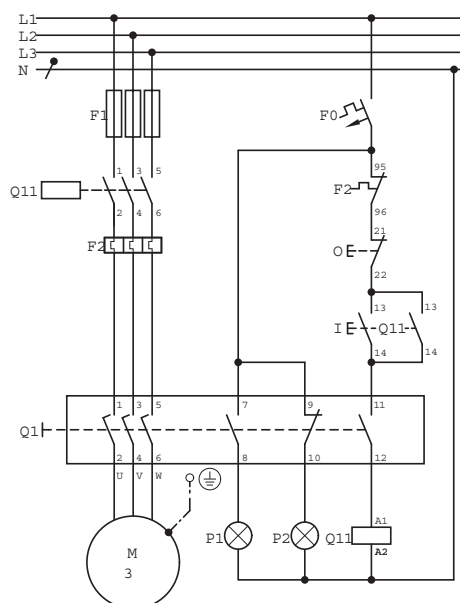 L1
L2
L3
N
F1
F0
1 3 5
95
Q11
F2
2 4 6
96
F2
21
O
22
13 13
I Q11
14 14
1 3 5 7 9 11
Q1
2 4 6 8 10 12
U V W
A1
M
P1 P2 Q11
A2
3